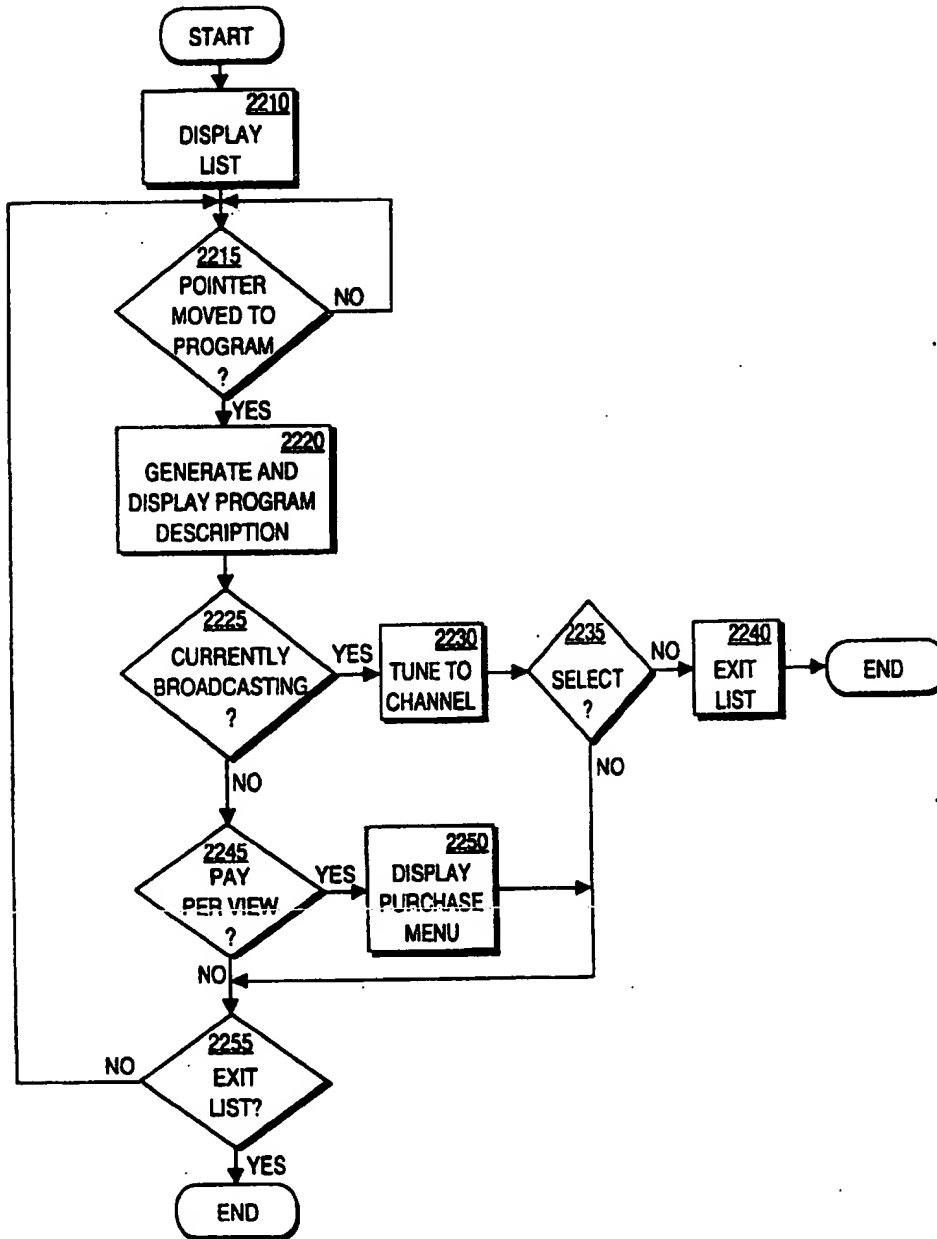 START
2210
DISPLAY
LIST
2215
POINTER
MOVED TO
PROGRAM
?
NO
YES
2220
GENERATE AND
DISPLAY PROGRAM
DESCRIPTION
2225
CURRENTLY
BROADCASTING
?
YES
2230
TUNE TO
CHANNEL
2235
SELECT
?
NO
2240
EXIT
LIST
END
NO
NO
2245
PAY
PER VIEW
?
YES
2250
DISPLAY
PURCHASE
MENU
NO
2255
EXIT
LIST?
NO
YES
END